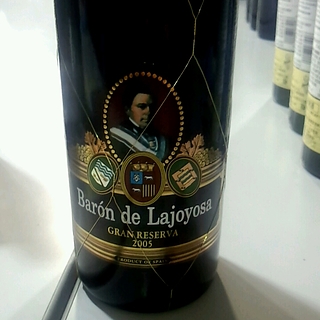 Barón de Lajoyosa
GRAN RESERVA
2005
PRODUCT OF SPAIN